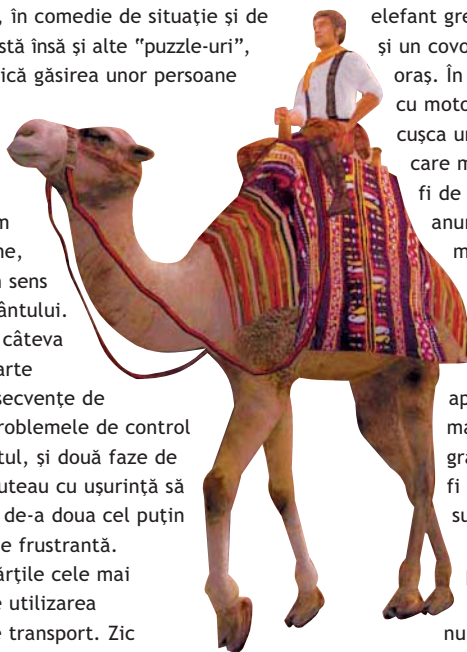 , în comedie de situație și de
stă însă și alte “puzzle-uri”,
ică găsirea unor persoane
m
ne,
sens
ântului.
câteva
arte
secvențe de
roblemele de control
tul, și două faze de
uteau cu ușurință să
de-a doua cel puțin
e frustrantă.
ărțile cele mai
e utilizarea
e transport. Zic
elefant gre
și un covo
oraș. În
cu moto
cușca un
care m
fi de
anun
m
ap
ma
gra
fi
su
nu